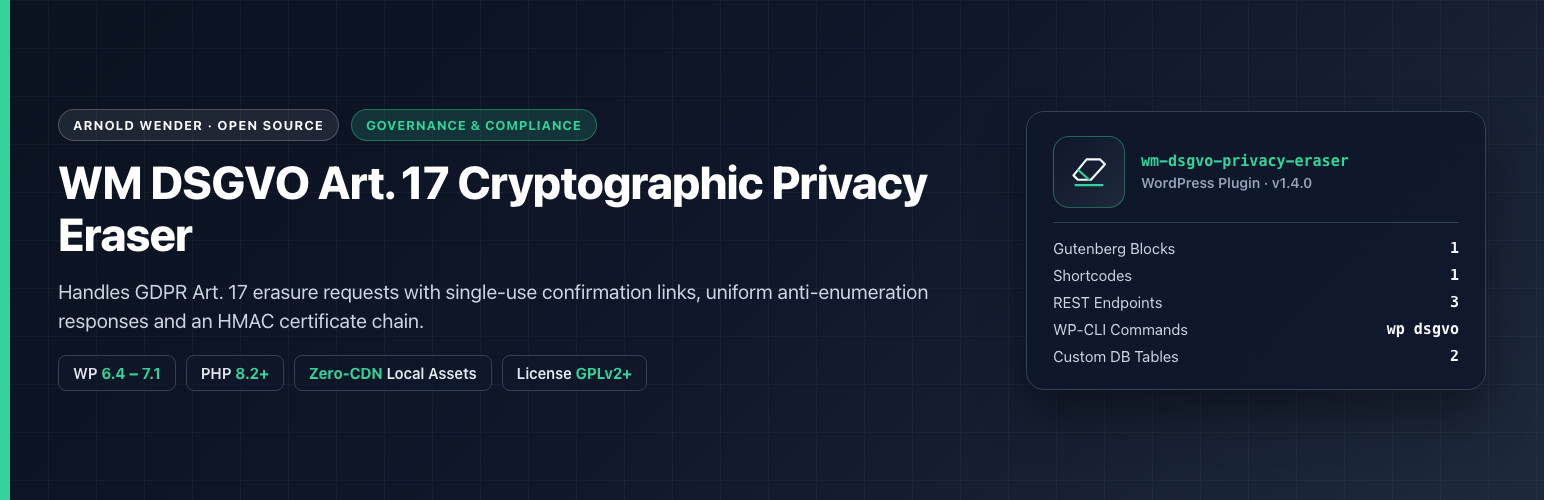 ARNOLD WENDER · OPEN SOURCE
GOVERNANCE & COMPLIANCE
WM DSGVO Art. 17 Cryptographic Privacy
Eraser
Handles GDPR Art. 17 erasure requests with single-use confirmation links, uniform anti-enumeration
responses and an HMAC certificate chain.
WP 6.4 – 7.1
PHP 8.2+
Zero-CDN Local Assets
License GPLv2+
wm-dsgvo-privacy-eraser
WordPress Plugin · v1.4.0
Gutenberg Blocks 1
Shortcodes 1
REST Endpoints 3
WP-CLI Commands wp dsgvo
Custom DB Tables 2